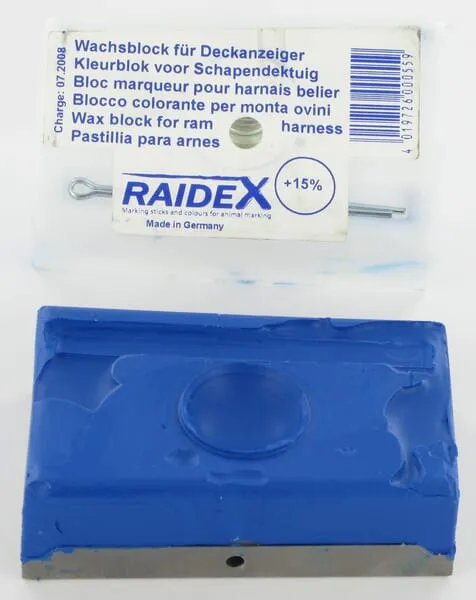 Charge: 07.2008
Wachsblock für Deckanzeiger
Kleurblok voor Schapendektuig
Bloc marqueur pour harnais belier
Blocco colorante per monta ovini
Wax block for ram harness
Pastillia para arnes
4 019726 000559
RAIDEX
+15%
Marking sticks and colours for animal marking
Made in Germany